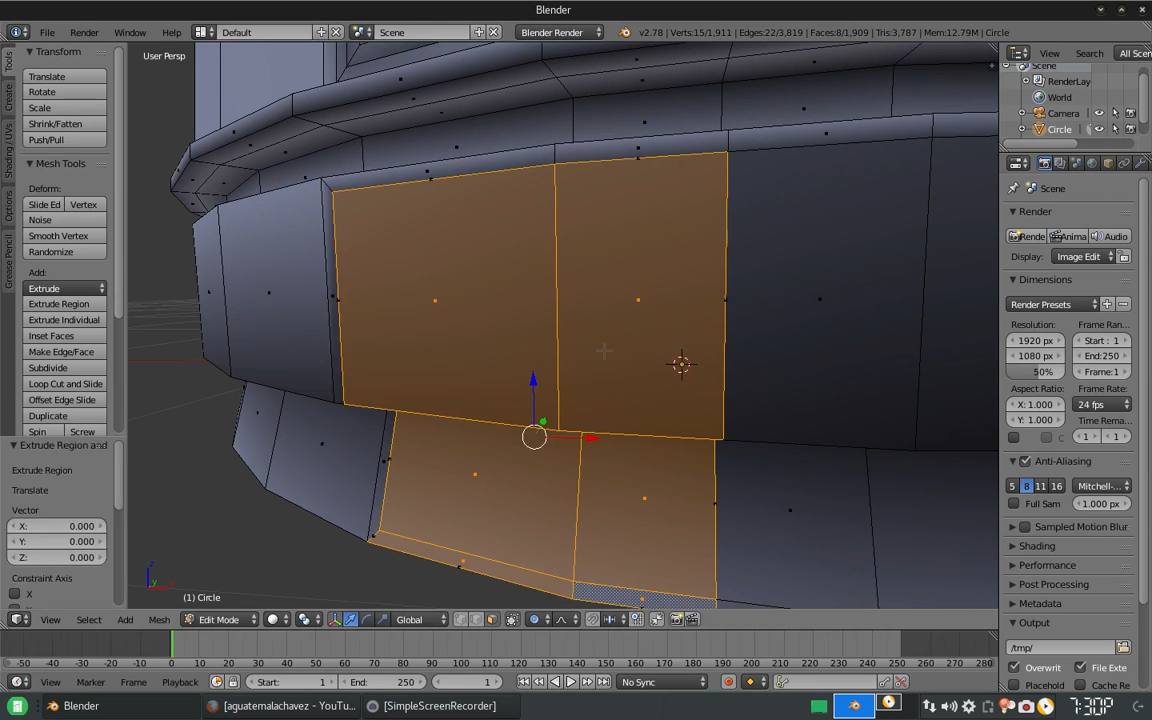 Blender
File Render Window Help Default Scene Blender Render v2.78 | Verts:15/1,911 | Edges:22/3,819 | Faces:8/1,909 | Tris:3,787 | Mem:12.79M | Circle
Tools
Create
Shading / UVs
Options
Grease Pencil
Transform
Translate
Rotate
Scale
Shrink/Fatten
Push/Pull
Mesh Tools
Deform:
Slide Ed Vertex
Noise
Smooth Vertex
Randomize
Add:
Extrude
Extrude Region
Extrude Individual
Inset Faces
Make Edge/Face
Subdivide
Loop Cut and Slide
Offset Edge Slide
Duplicate
Spin Screw
Extrude Region and
Extrude Region
Translate
Vector
X: 0.000
Y: 0.000
Z: 0.000
Constraint Axis
X
User Persp
z
y
(1) Circle
View Search All Scen
Scene
RenderLay
World
Camera
Circle
Scene
Render
Rende Anima Audio
Display: Image Edit
Dimensions
Render Presets
Resolution: Frame Ran...
1920 px Start : 1
1080 px End:250
50% Frame:1
Aspect Ratio: Frame Rate:
X: 1.000 24 fps
Y: 1.000 Time Rema...
C 1 1
Anti-Aliasing
5 8 11 16 Mitchell-...
Full Sam 1.000 px
Sampled Motion Blur
Shading
Performance
Post Processing
Metadata
Output
/tmp/
Overwrit File Exte
Placehold Cache Re
View Select Add Mesh Edit Mode Global
-50 -40 -30 -20 -10 0 10 20 30 40 50 60 70 80 90 100 110 120 130 140 150 160 170 180 190 200 210 220 230 240 250 260 270 280
View Marker Frame Playback Start: 1 End: 250 1 No Sync
Blender [aguatemalachavez - YouTu... [SimpleScreenRecorder] 7:30P